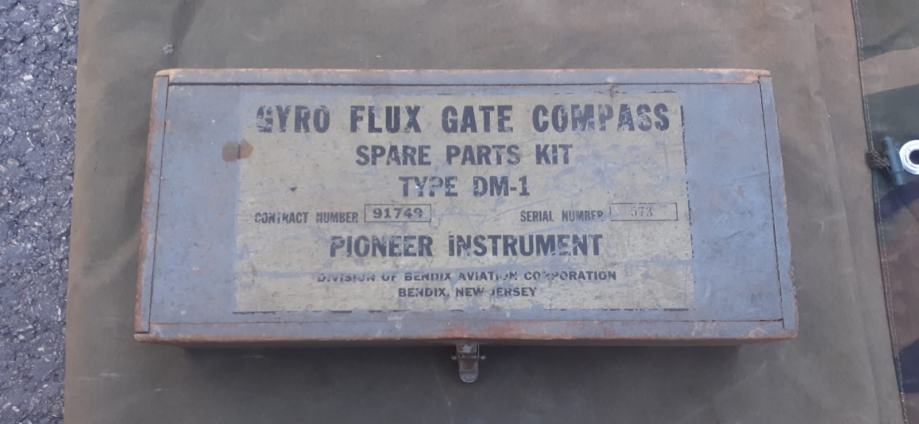 GYRO FLUX GATE COMPASS
SPARE PARTS KIT
TYPE DM-1
CONTRACT NUMBER 91749 SERIAL NUMBER 573
PIONEER INSTRUMENT
DIVISION OF BENDIX AVIATION CORPORATION
BENDIX, NEW JERSEY